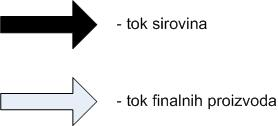 - tok sirovina
- tok finalnih proizvoda